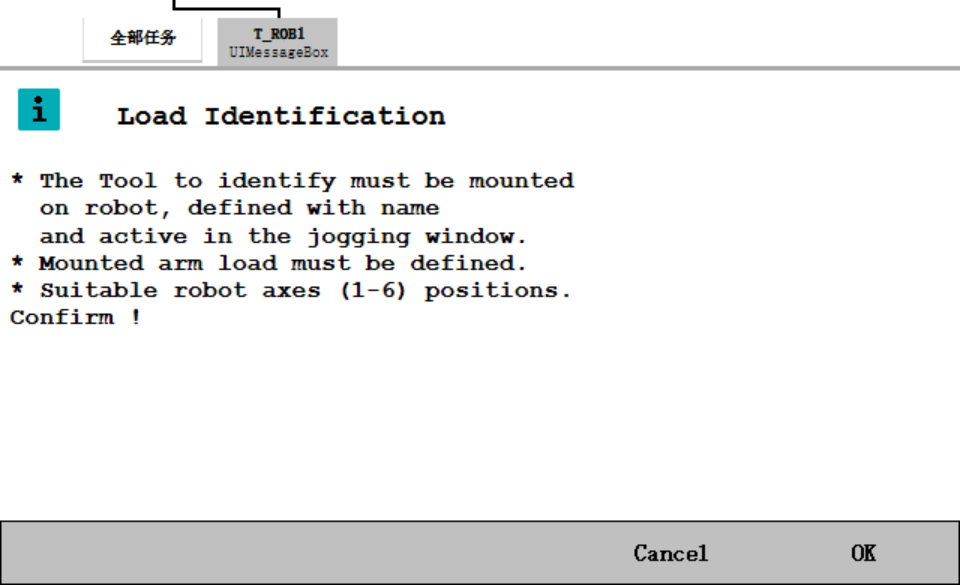 全部任务
T_ROB1
UIMessageBox
i
Load Identification
* The Tool to identify must be mounted
on robot, defined with name
and active in the jogging window.
* Mounted arm load must be defined.
* Suitable robot axes (1-6) positions.
Confirm !
Cancel OK